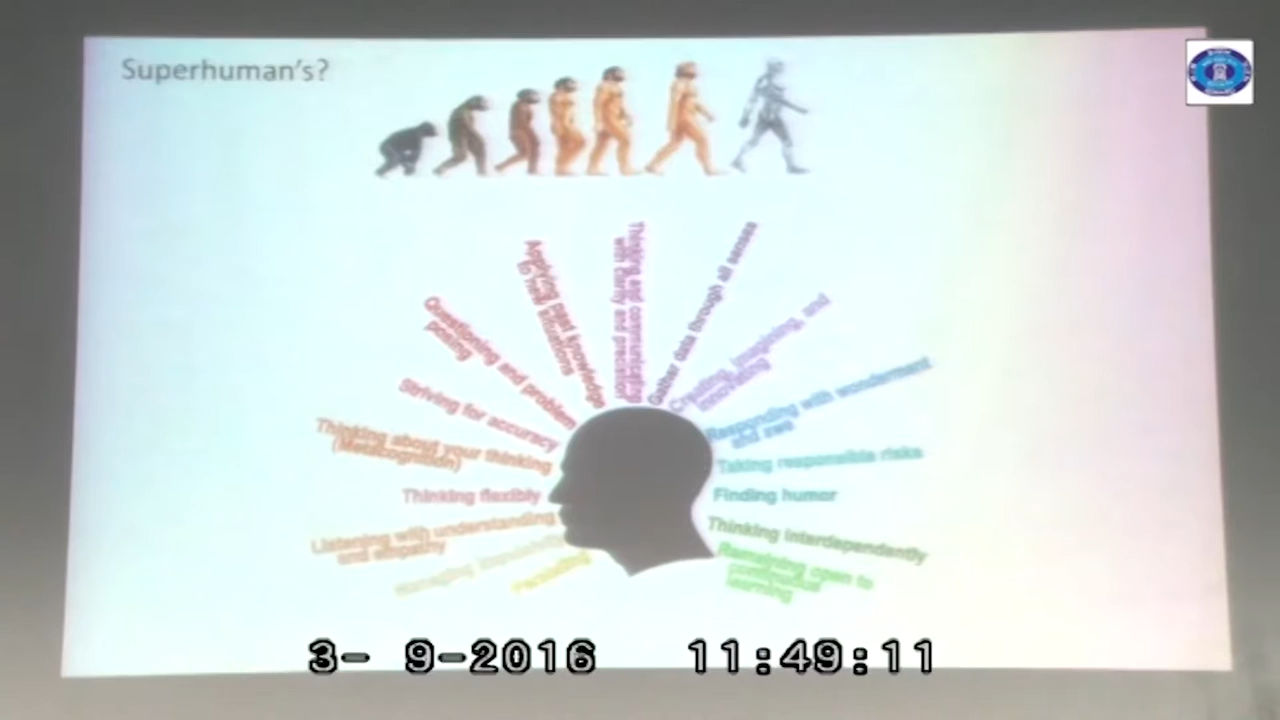 Superhuman's?
Thinking and communicating
with clarity and precision
Applying past knowledge
to new situations
Gather data through all senses
Questioning and problem
posing
Creating, imagining, and
innovating
Striving for accuracy
Responding with wonderment
and awe
Thinking about your thinking
(Metacognition)
Taking responsible risks
Thinking flexibly
Finding humor
Listening with understanding
and empathy
Thinking interdependently
Managing impulsivity
Remaining open to
continuous
learning
Persisting
3- 9-2016 11:49:11